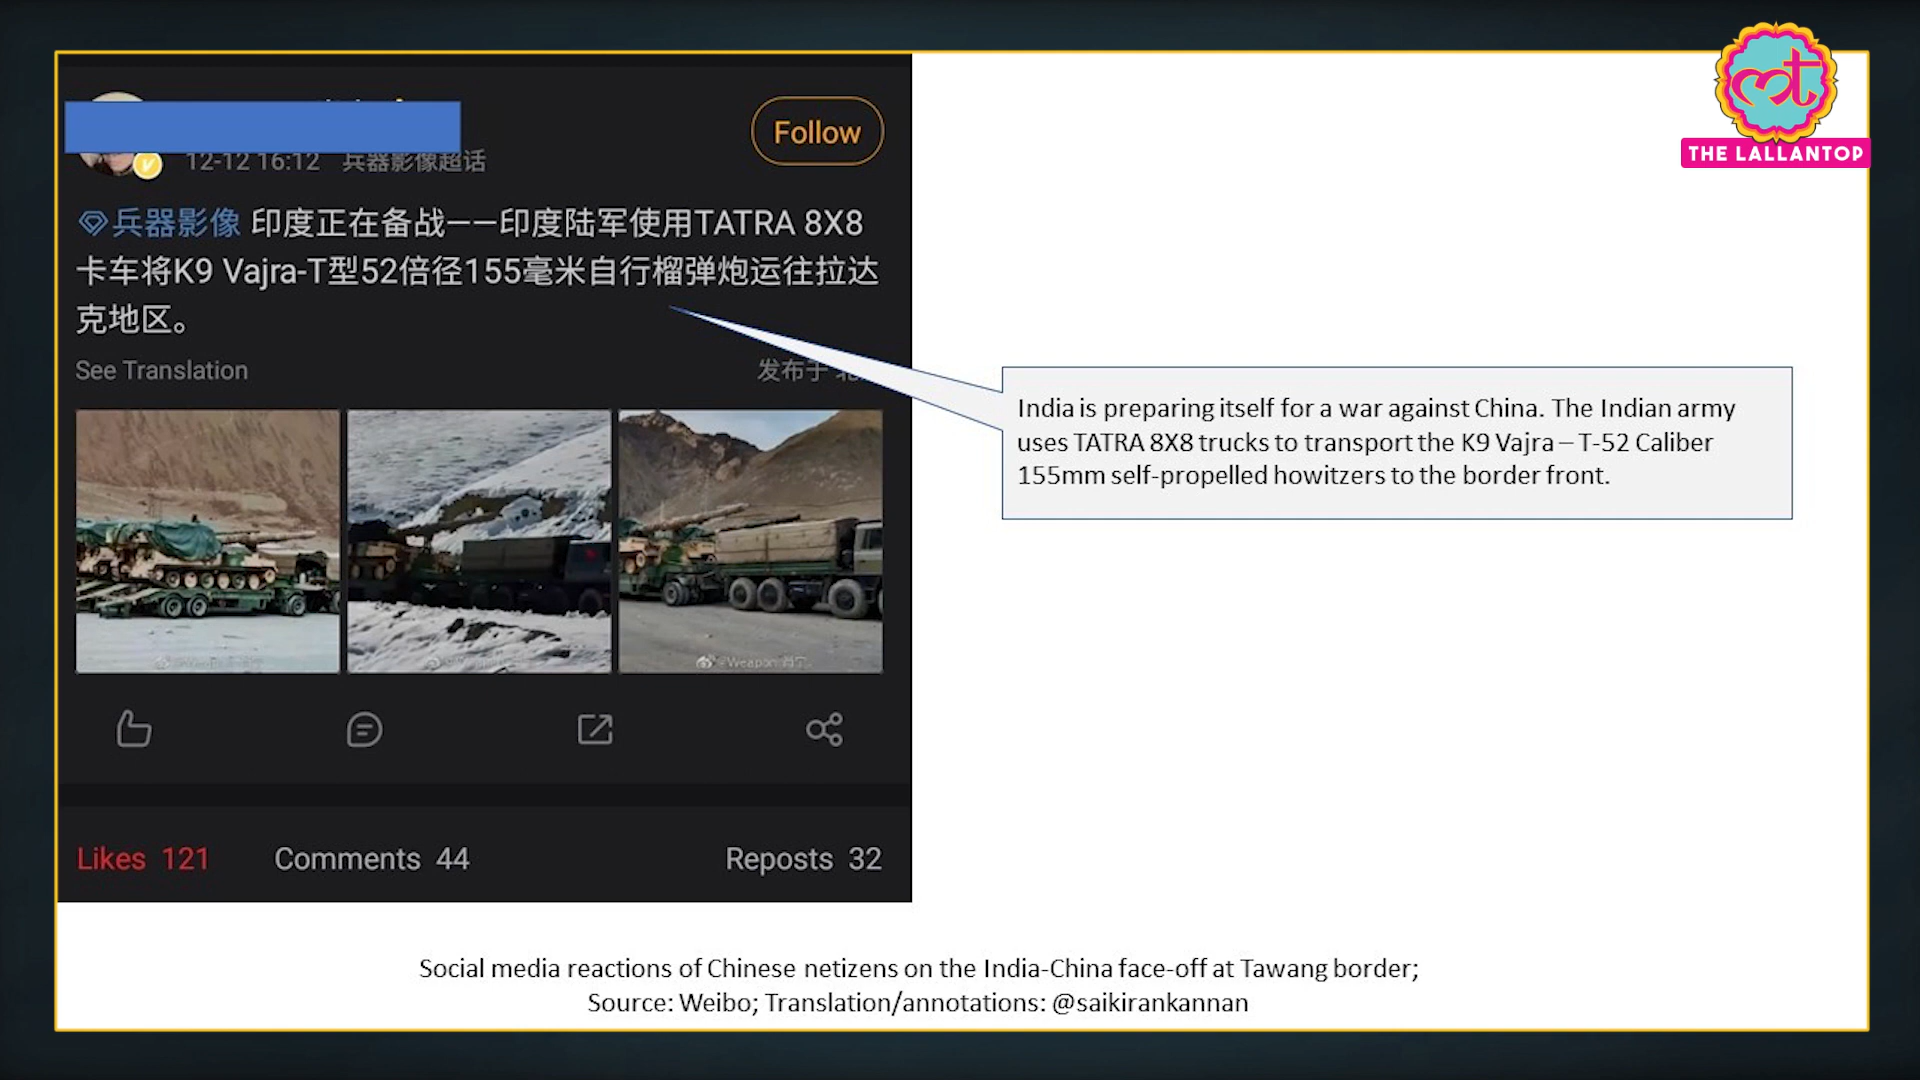 THE LALLANTOP
Follow
12-12 16:12 兵器影像超话
兵器影像 印度正在备战——印度陆军使用TATRA 8X8
卡车将K9 Vajra-T型52倍径155毫米自行榴弹炮运往拉达
克地区。
See Translation
发布于
India is preparing itself for a war against China. The Indian army
uses TATRA 8X8 trucks to transport the K9 Vajra – T-52 Caliber
155mm self-propelled howitzers to the border front.
@Weapon
Likes 121 Comments 44 Reposts 32
Social media reactions of Chinese netizens on the India-China face-off at Tawang border;
Source: Weibo; Translation/annotations: @saikirankannan